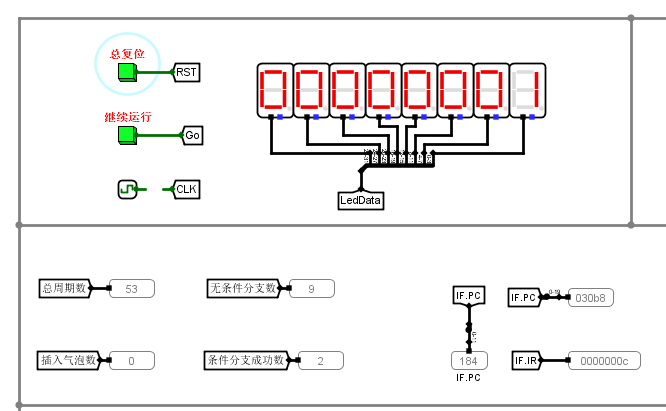 总复位
RST
00000001
继续运行
Go
CLK
LedData
总周期数 53
无条件分支数 9
IF.PC
IF.PC 030b8
插入气泡数 0
条件分支成功数 2
184
IF.IR 0000000c
IF.PC